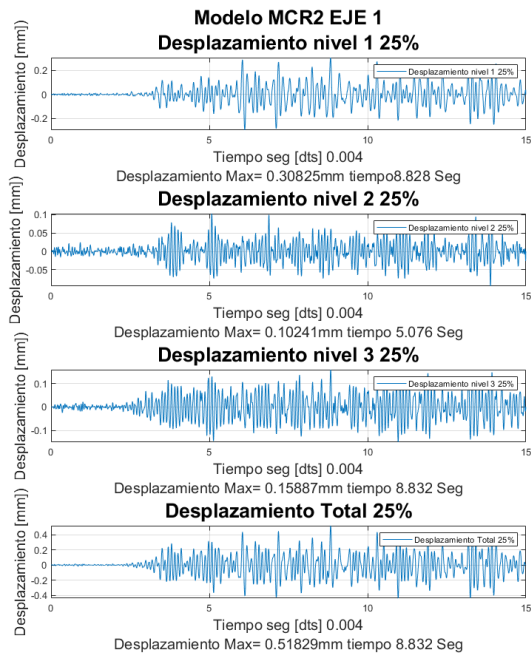 Modelo MCR2 EJE 1
Desplazamiento nivel 1 25%
Desplazamiento [mm])
0.2
0
-0.2
Desplazamiento nivel 1 25%
0 5 10 15
Tiempo seg [dts] 0.004
Desplazamiento Max= 0.30825mm tiempo8.828 Seg
Desplazamiento nivel 2 25%
Desplazamiento [mm])
0.1
0.05
0
-0.05
Desplazamiento nivel 2 25%
0 5 10 15
Tiempo seg [dts] 0.004
Desplazamiento Max= 0.10241mm tiempo 5.076 Seg
Desplazamiento nivel 3 25%
Desplazamiento [mm])
0.1
0
-0.1
Desplazamiento nivel 3 25%
0 5 10 15
Tiempo seg [dts] 0.004
Desplazamiento Max= 0.15887mm tiempo 8.832 Seg
Desplazamiento Total 25%
Desplazamiento [mm])
0.4
0.2
0
-0.2
-0.4
Desplazamiento Total 25%
0 5 10 15
Tiempo seg [dts] 0.004
Desplazamiento Max= 0.51829mm tiempo 8.832 Seg